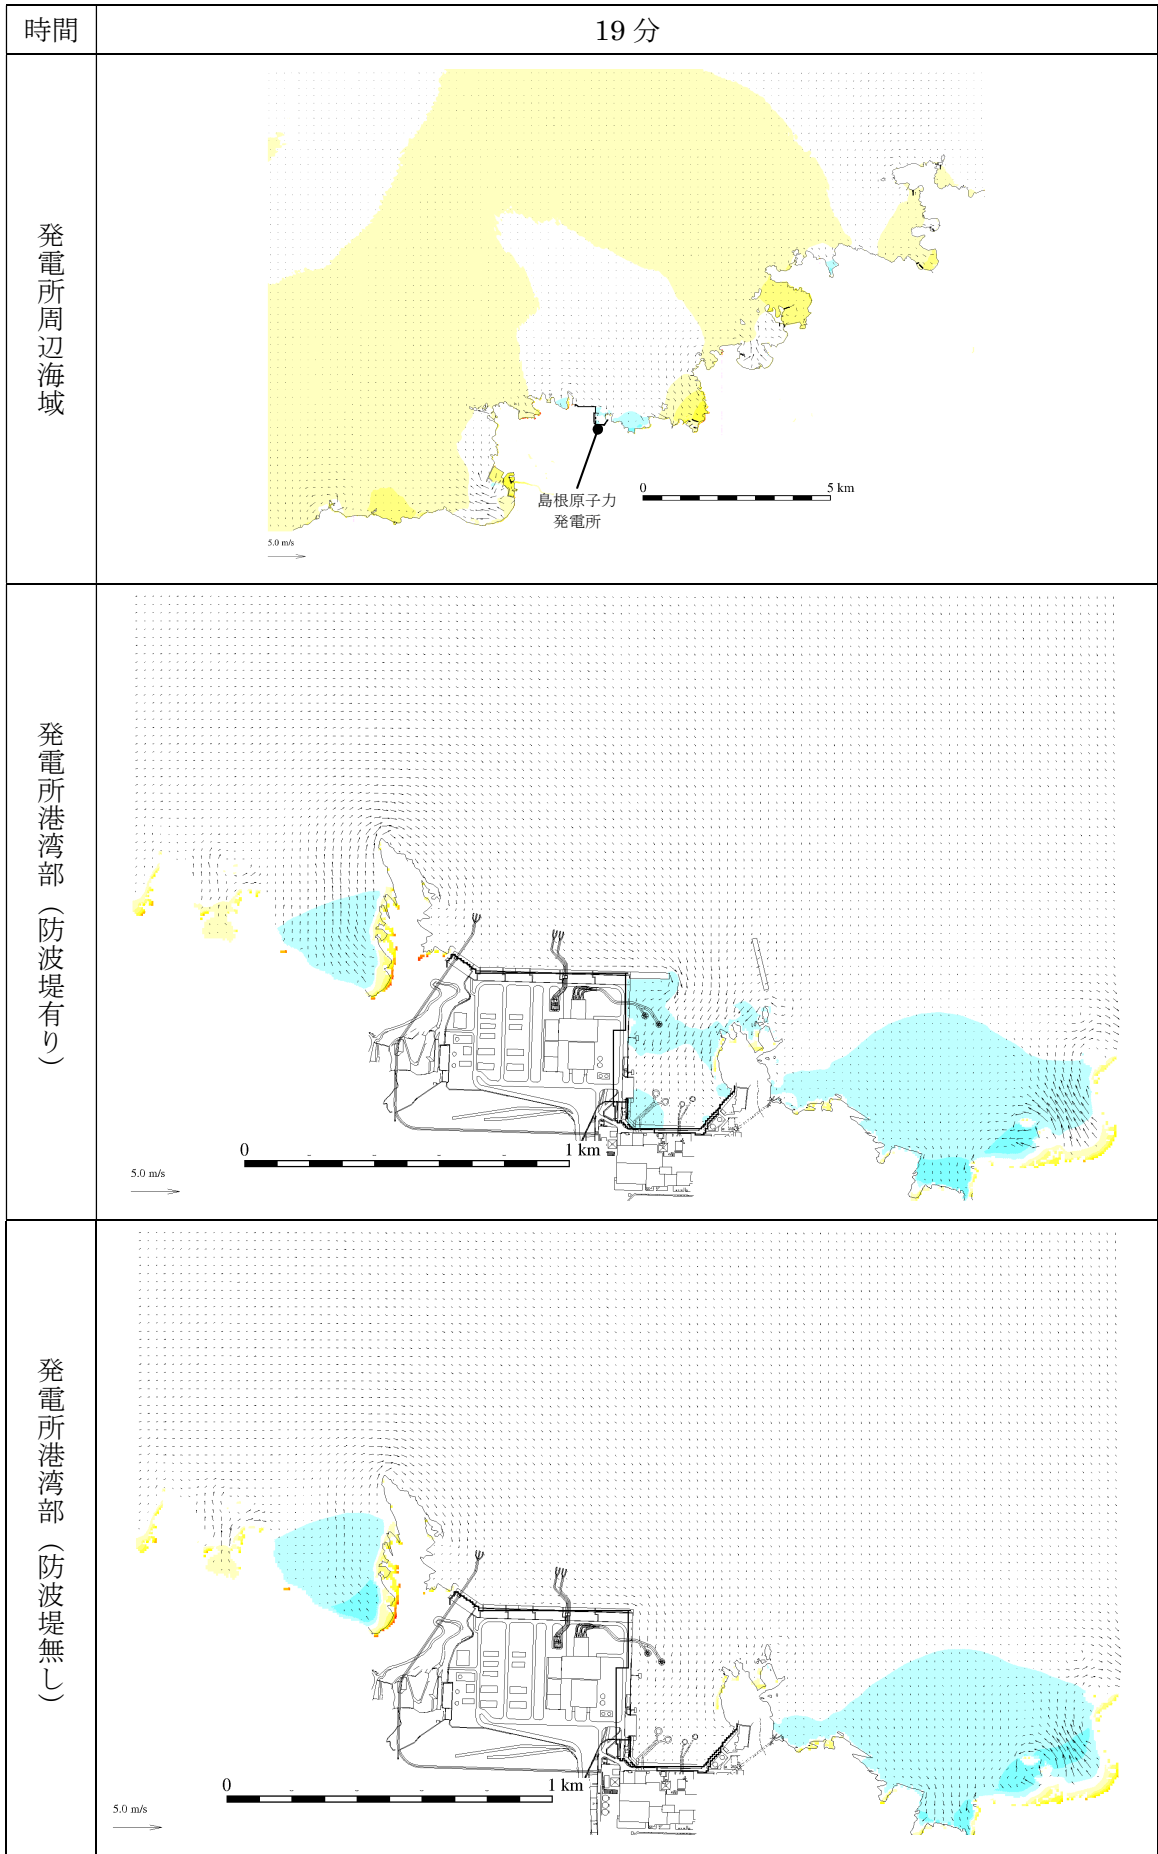 時間
19 分
発電所周辺海域
島根原子力
発電所
0 5 km
5.0 m/s
発電所港湾部（防波堤有り）
0 1 km
5.0 m/s
発電所港湾部（防波堤無し）
0 1 km
5.0 m/s